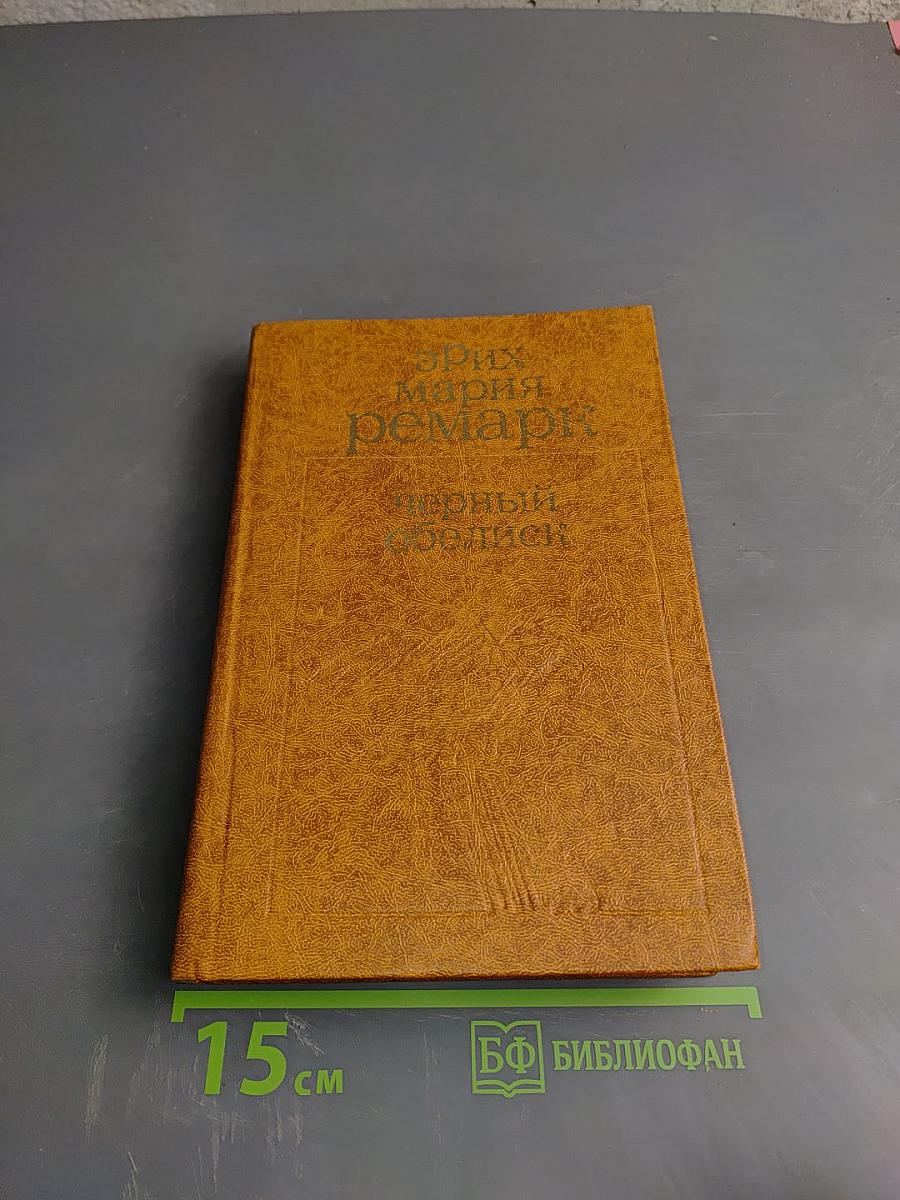 эРих
мария
ремарк
черный
обелиск
15 см
БФ БИБЛИОФАН